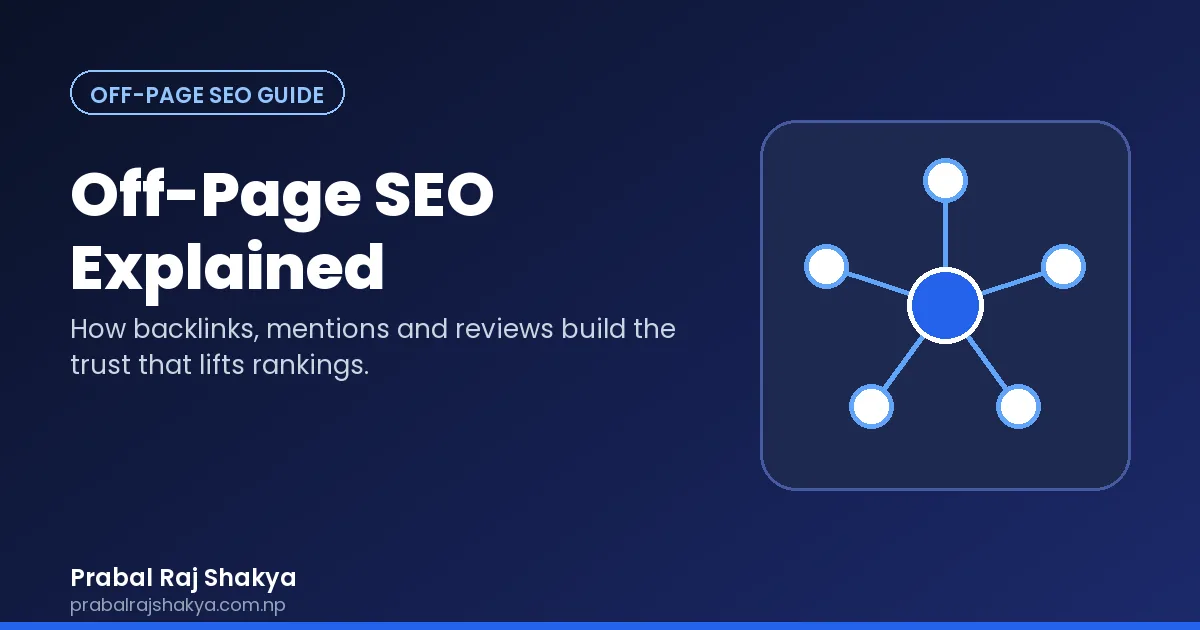 OFF-PAGE SEO GUIDE
Off-Page SEO
Explained
How backlinks, mentions and reviews build the
trust that lifts rankings.
Prabal Raj Shakya
prabalrajshakya.com.np